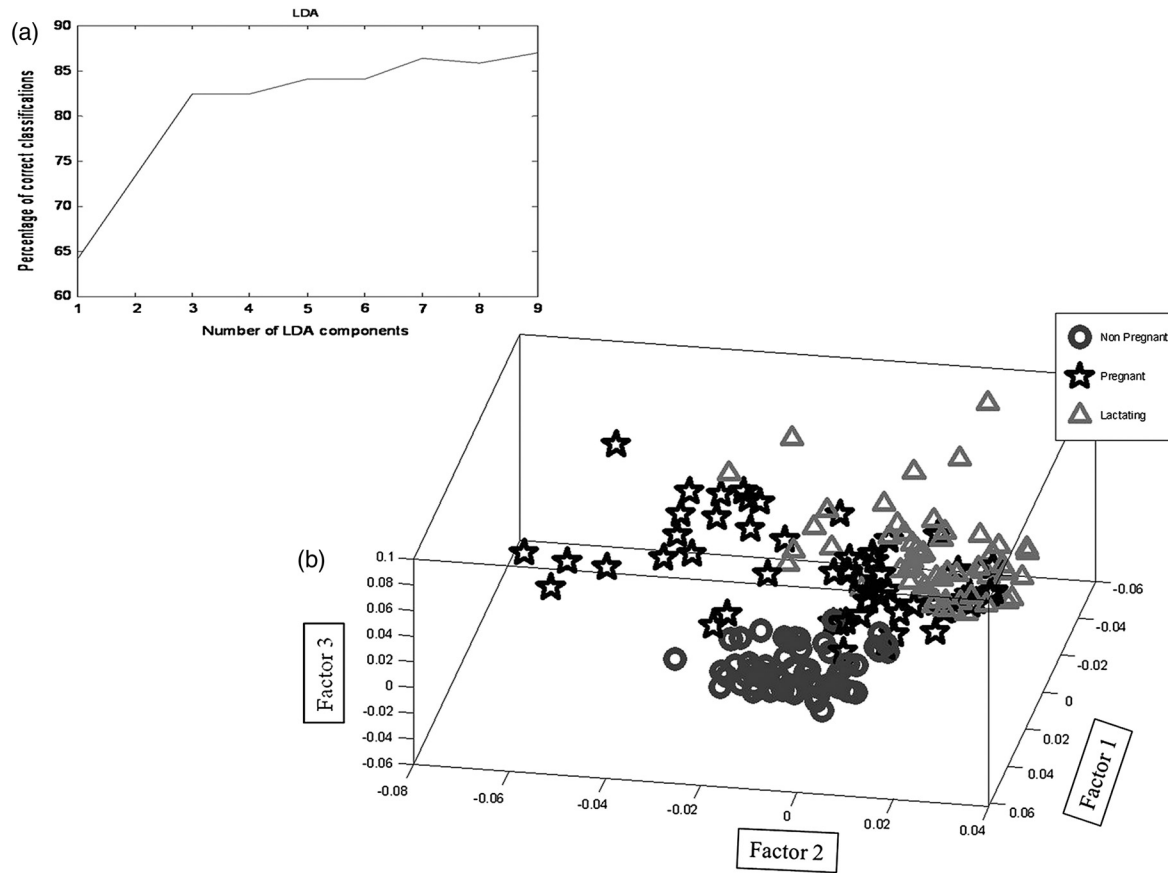 (a)
LDA
90
85
80
75
70
65
60
Percentage of correct classifications
1 2 3 4 5 6 7 8 9
Number of LDA components
Non Pregnant
Pregnant
Lactating
(b)
0.1
0.08
0.06
0.04
0.02
0
-0.02
-0.04
-0.06
Factor 3
-0.08 -0.06 -0.04 -0.02 0 0.02 0.04
Factor 2
-0.06
-0.04
-0.02
0
0.02
0.04
0.06
Factor 1